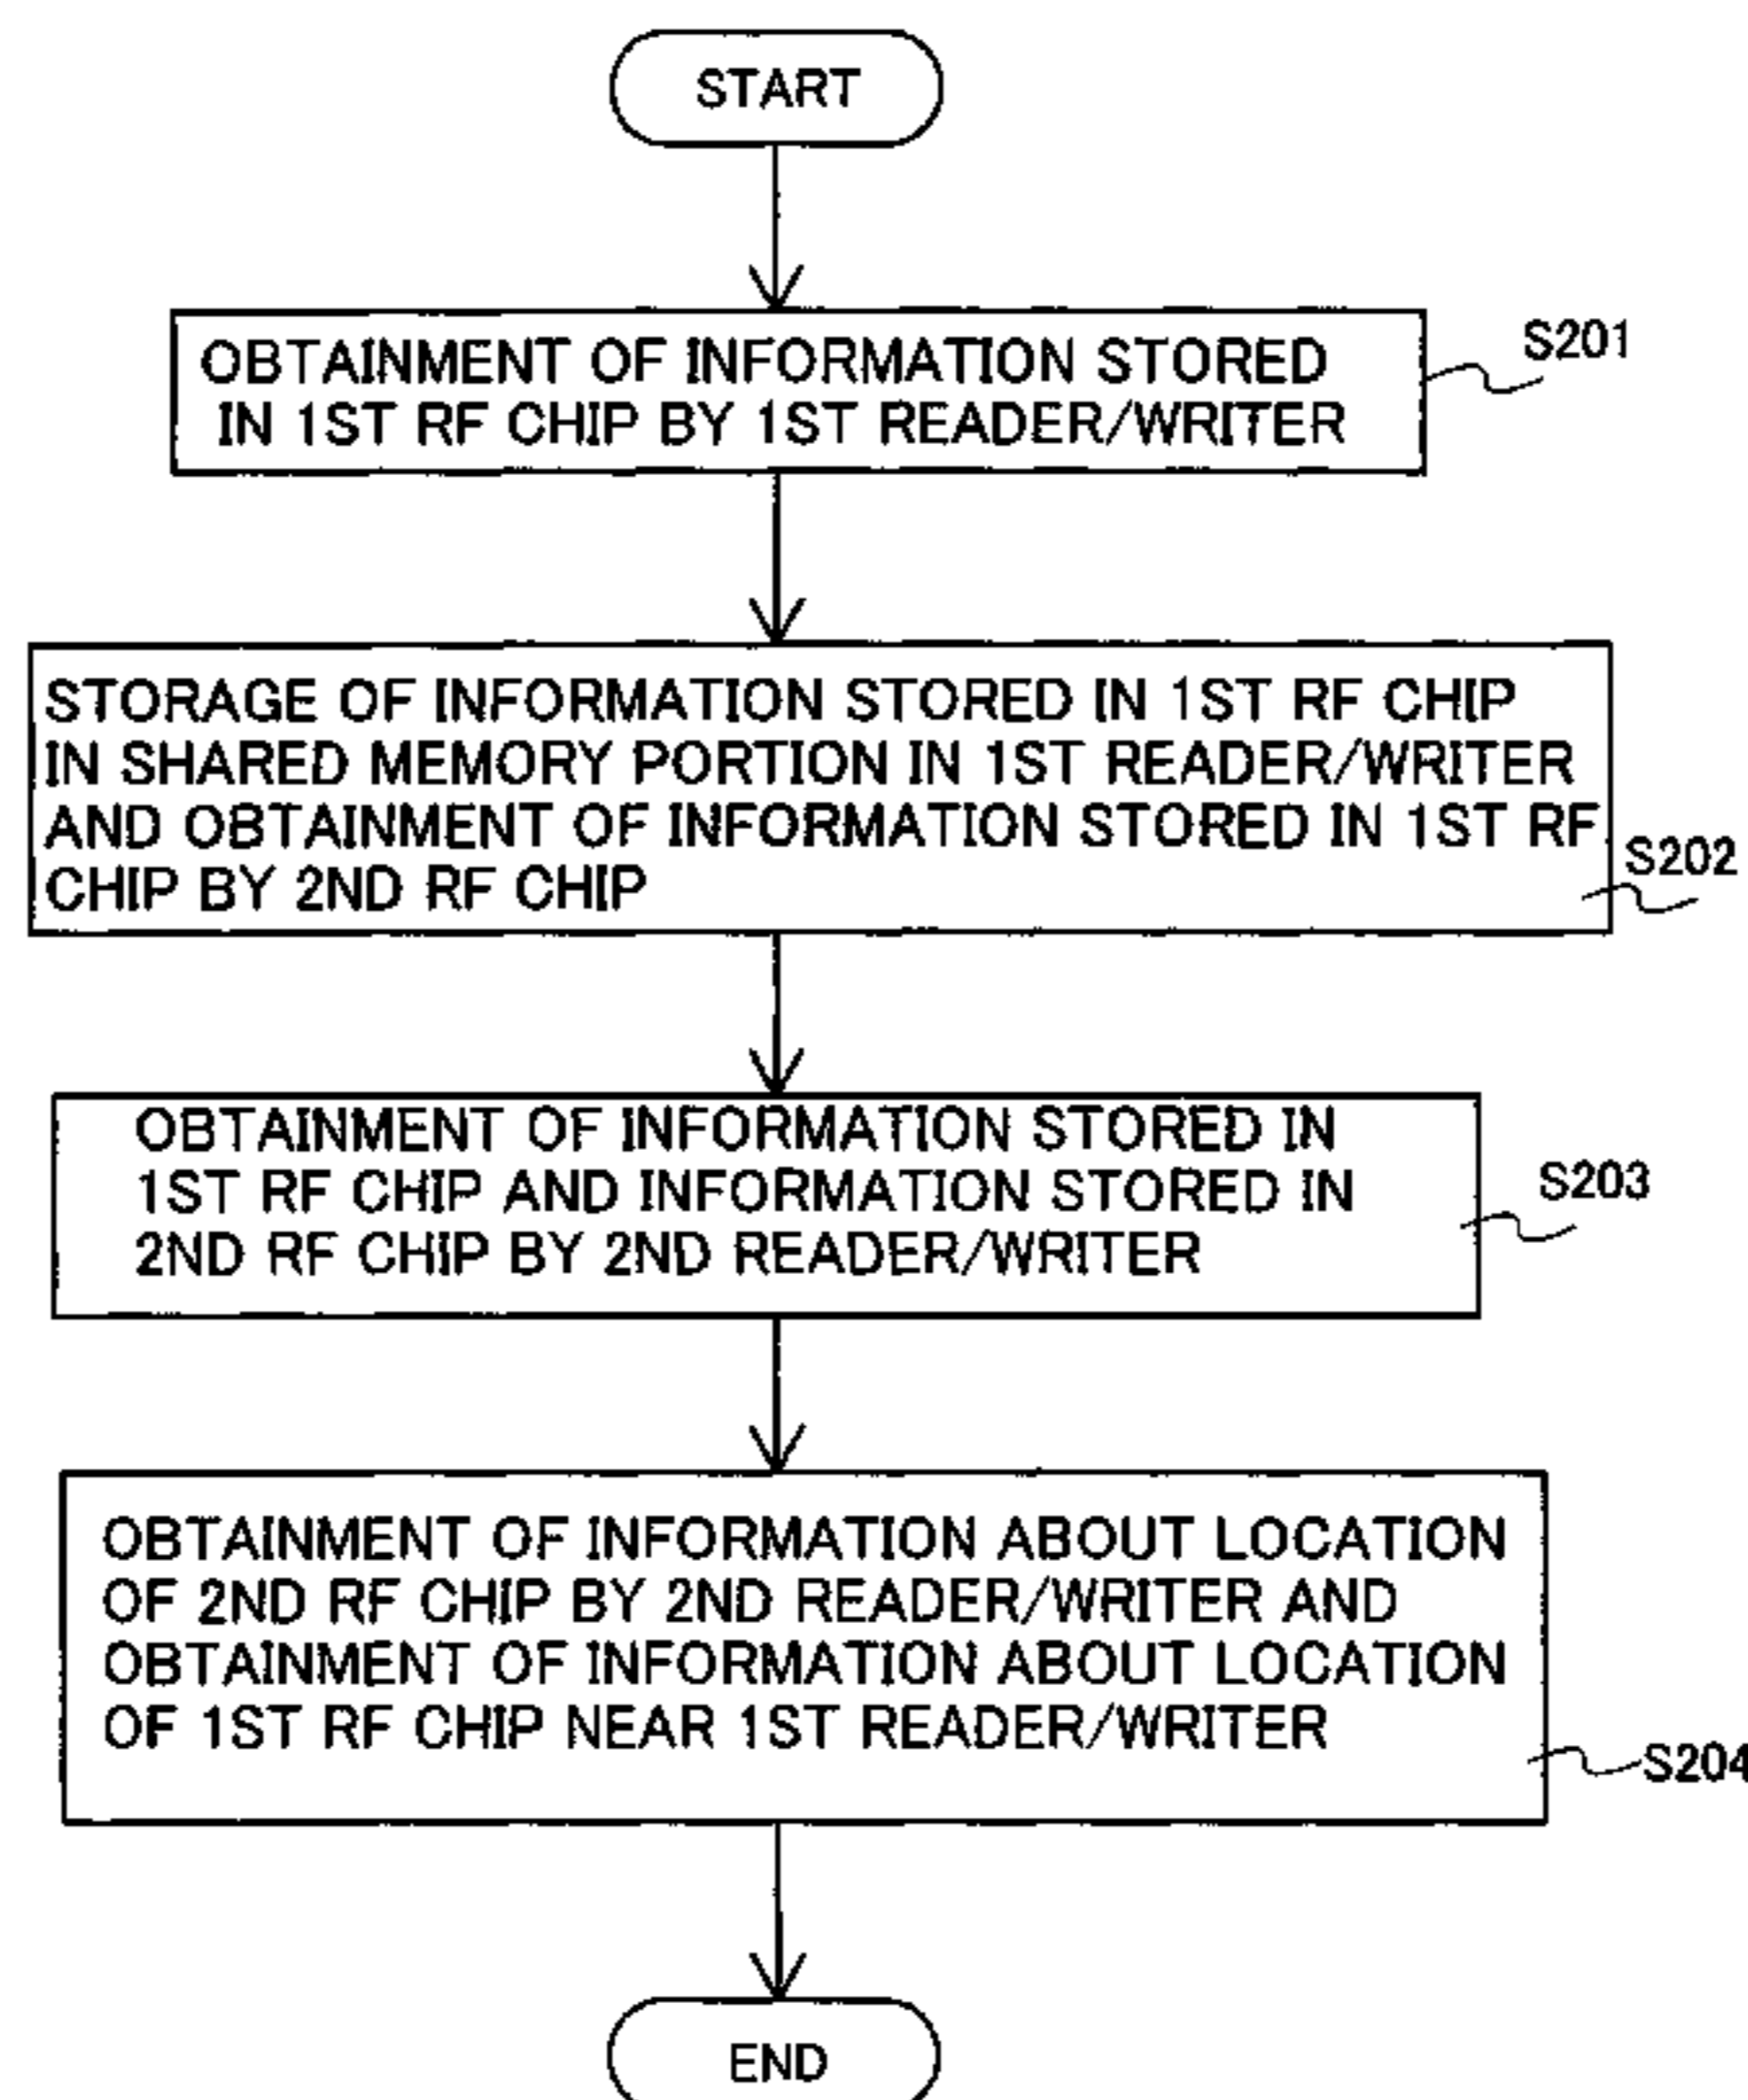 START
OBTAINMENT OF INFORMATION STORED
IN 1ST RF CHIP BY 1ST READER/WRITER
S201
STORAGE OF INFORMATION STORED IN 1ST RF CHIP
IN SHARED MEMORY PORTION IN 1ST READER/WRITER
AND OBTAINMENT OF INFORMATION STORED IN 1ST RF
CHIP BY 2ND RF CHIP
S202
OBTAINMENT OF INFORMATION STORED IN
1ST RF CHIP AND INFORMATION STORED IN
2ND RF CHIP BY 2ND READER/WRITER
S203
OBTAINMENT OF INFORMATION ABOUT LOCATION
OF 2ND RF CHIP BY 2ND READER/WRITER AND
OBTAINMENT OF INFORMATION ABOUT LOCATION
OF 1ST RF CHIP NEAR 1ST READER/WRITER
S204
END